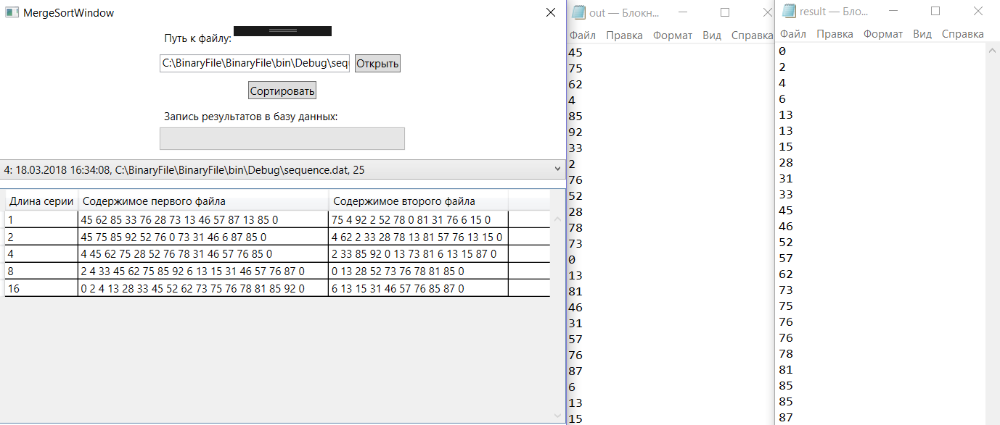 MergeSortWindow
Путь к файлу:
C:\BinaryFile\BinaryFile\bin\Debug\seq
Открыть
Сортировать
Запись результатов в базу данных:
4: 18.03.2018 16:34:08, C:\BinaryFile\BinaryFile\bin\Debug\sequence.dat, 25
Длина серии Содержимое первого файла Содержимое второго файла
1 45 62 85 33 76 28 73 13 46 57 87 13 85 0 75 4 92 2 52 78 0 81 31 76 6 15 0
2 45 75 85 92 52 76 0 73 31 46 6 87 85 0 4 62 2 33 28 78 13 81 57 76 13 15 0
4 4 45 62 75 28 52 76 78 31 46 57 76 85 0 2 33 85 92 0 13 73 81 6 13 15 87 0
8 2 4 33 45 62 75 85 92 6 13 15 31 46 57 76 87 0 0 13 28 52 73 76 78 81 85 0
16 0 2 4 13 28 33 45 52 62 73 75 76 78 81 85 92 0 6 13 15 31 46 57 76 85 87 0
out — Блокн...
Файл Правка Формат Вид Справка
45
75
62
4
85
92
33
2
76
52
28
78
73
0
13
81
46
31
57
76
87
6
13
15
result — Бло...
Файл Правка Формат Вид Справка
0
2
4
6
13
13
15
28
31
33
45
46
52
57
62
73
75
76
76
78
81
85
85
87